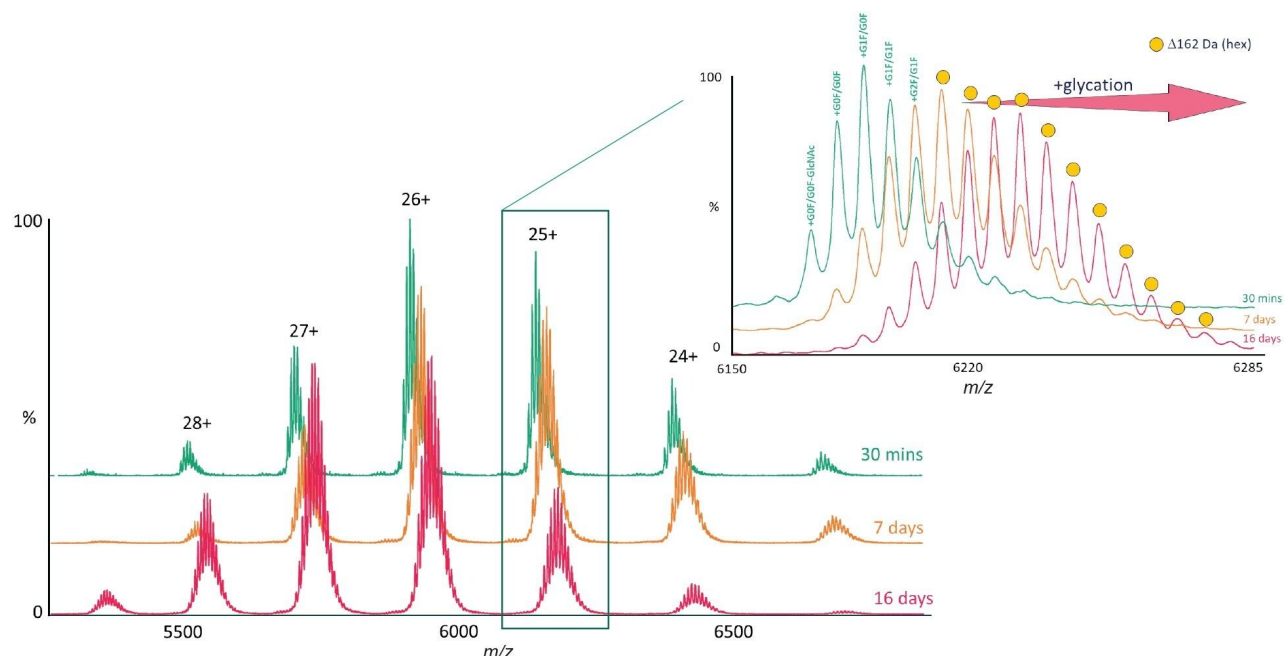 Δ162 Da (hex)
+glycation
+G0F/G0F-GlcNAc
+G0F/G0F
+G1F/G0F
+G1F/G1F
+G2F/G1F
100
%
0
30 mins
7 days
16 days
6150
6220
6285
m/z
100
%
0
28+
27+
26+
25+
24+
30 mins
7 days
16 days
5500
6000
6500
m/z